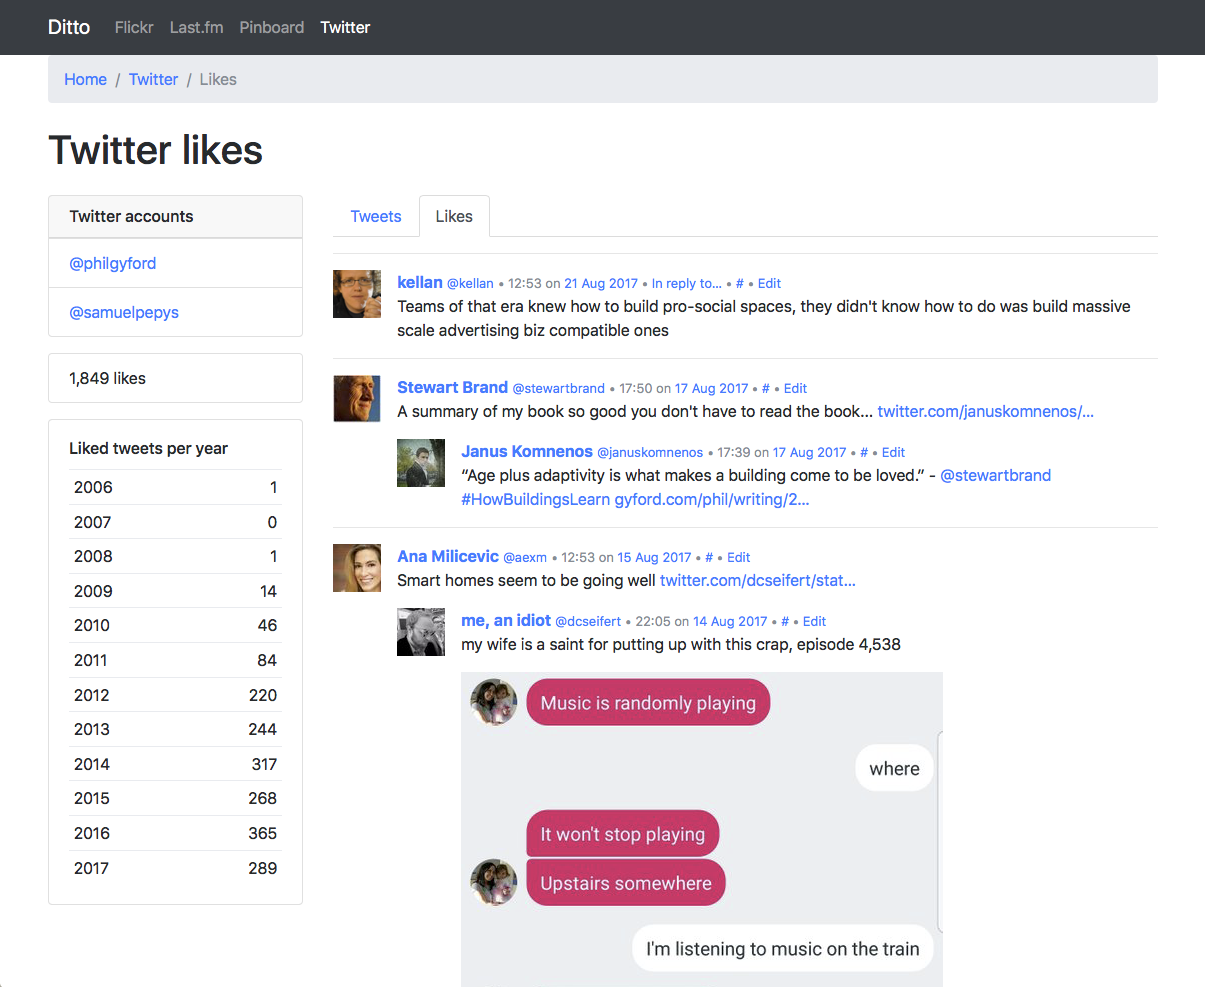 Ditto Flickr Last.fm Pinboard Twitter
Home / Twitter / Likes
Twitter likes
Twitter accounts
@philgyford
@samuelpepys
1,849 likes
Liked tweets per year
2006 1
2007 0
2008 1
2009 14
2010 46
2011 84
2012 220
2013 244
2014 317
2015 268
2016 365
2017 289
Tweets Likes
kellan @kellan • 12:53 on 21 Aug 2017 • In reply to... • # • Edit
Teams of that era knew how to build pro-social spaces, they didn't know how to do was build massive
scale advertising biz compatible ones
Stewart Brand @stewartbrand • 17:50 on 17 Aug 2017 • # • Edit
A summary of my book so good you don't have to read the book... twitter.com/januskomnenos/...
Janus Komnenos @januskomnenos • 17:39 on 17 Aug 2017 • # • Edit
“Age plus adaptivity is what makes a building come to be loved.” - @stewartbrand
#HowBuildingsLearn gyford.com/phil/writing/2...
Ana Milicevic @aexm • 12:53 on 15 Aug 2017 • # • Edit
Smart homes seem to be going well twitter.com/dcseifert/stat...
me, an idiot @dcseifert • 22:05 on 14 Aug 2017 • # • Edit
my wife is a saint for putting up with this crap, episode 4,538
Music is randomly playing
where
It won't stop playing
Upstairs somewhere
I'm listening to music on the train